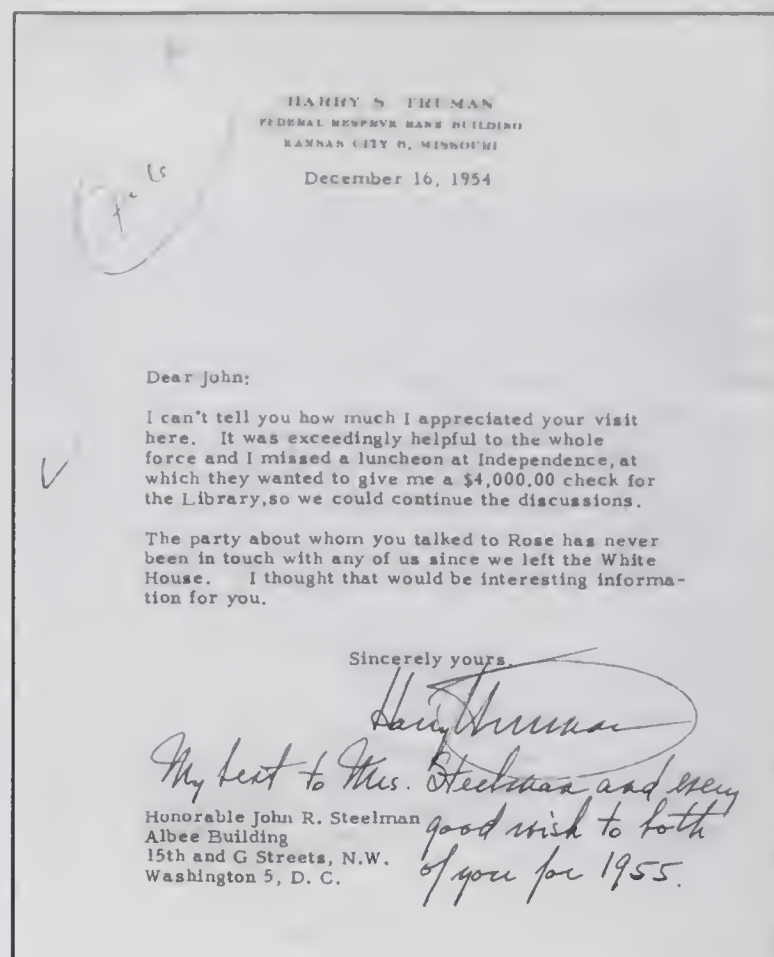 HARRY S. TRUMAN
FEDERAL RESERVE BANK BUILDING
KANSAS CITY 6, MISSOURI
December 16, 1954
Dear John:
I can't tell you how much I appreciated your visit
here. It was exceedingly helpful to the whole
force and I missed a luncheon at Independence, at
which they wanted to give me a $4,000.00 check for
the Library, so we could continue the discussions.
The party about whom you talked to Rose has never
been in touch with any of us since we left the White
House. I thought that would be interesting informa-
tion for you.
Sincerely yours,
Harry Truman
My best to Mrs. Steelman and every
good wish to both
of you for 1955.
Honorable John R. Steelman
Albee Building
15th and G Streets, N.W.
Washington 5, D. C.